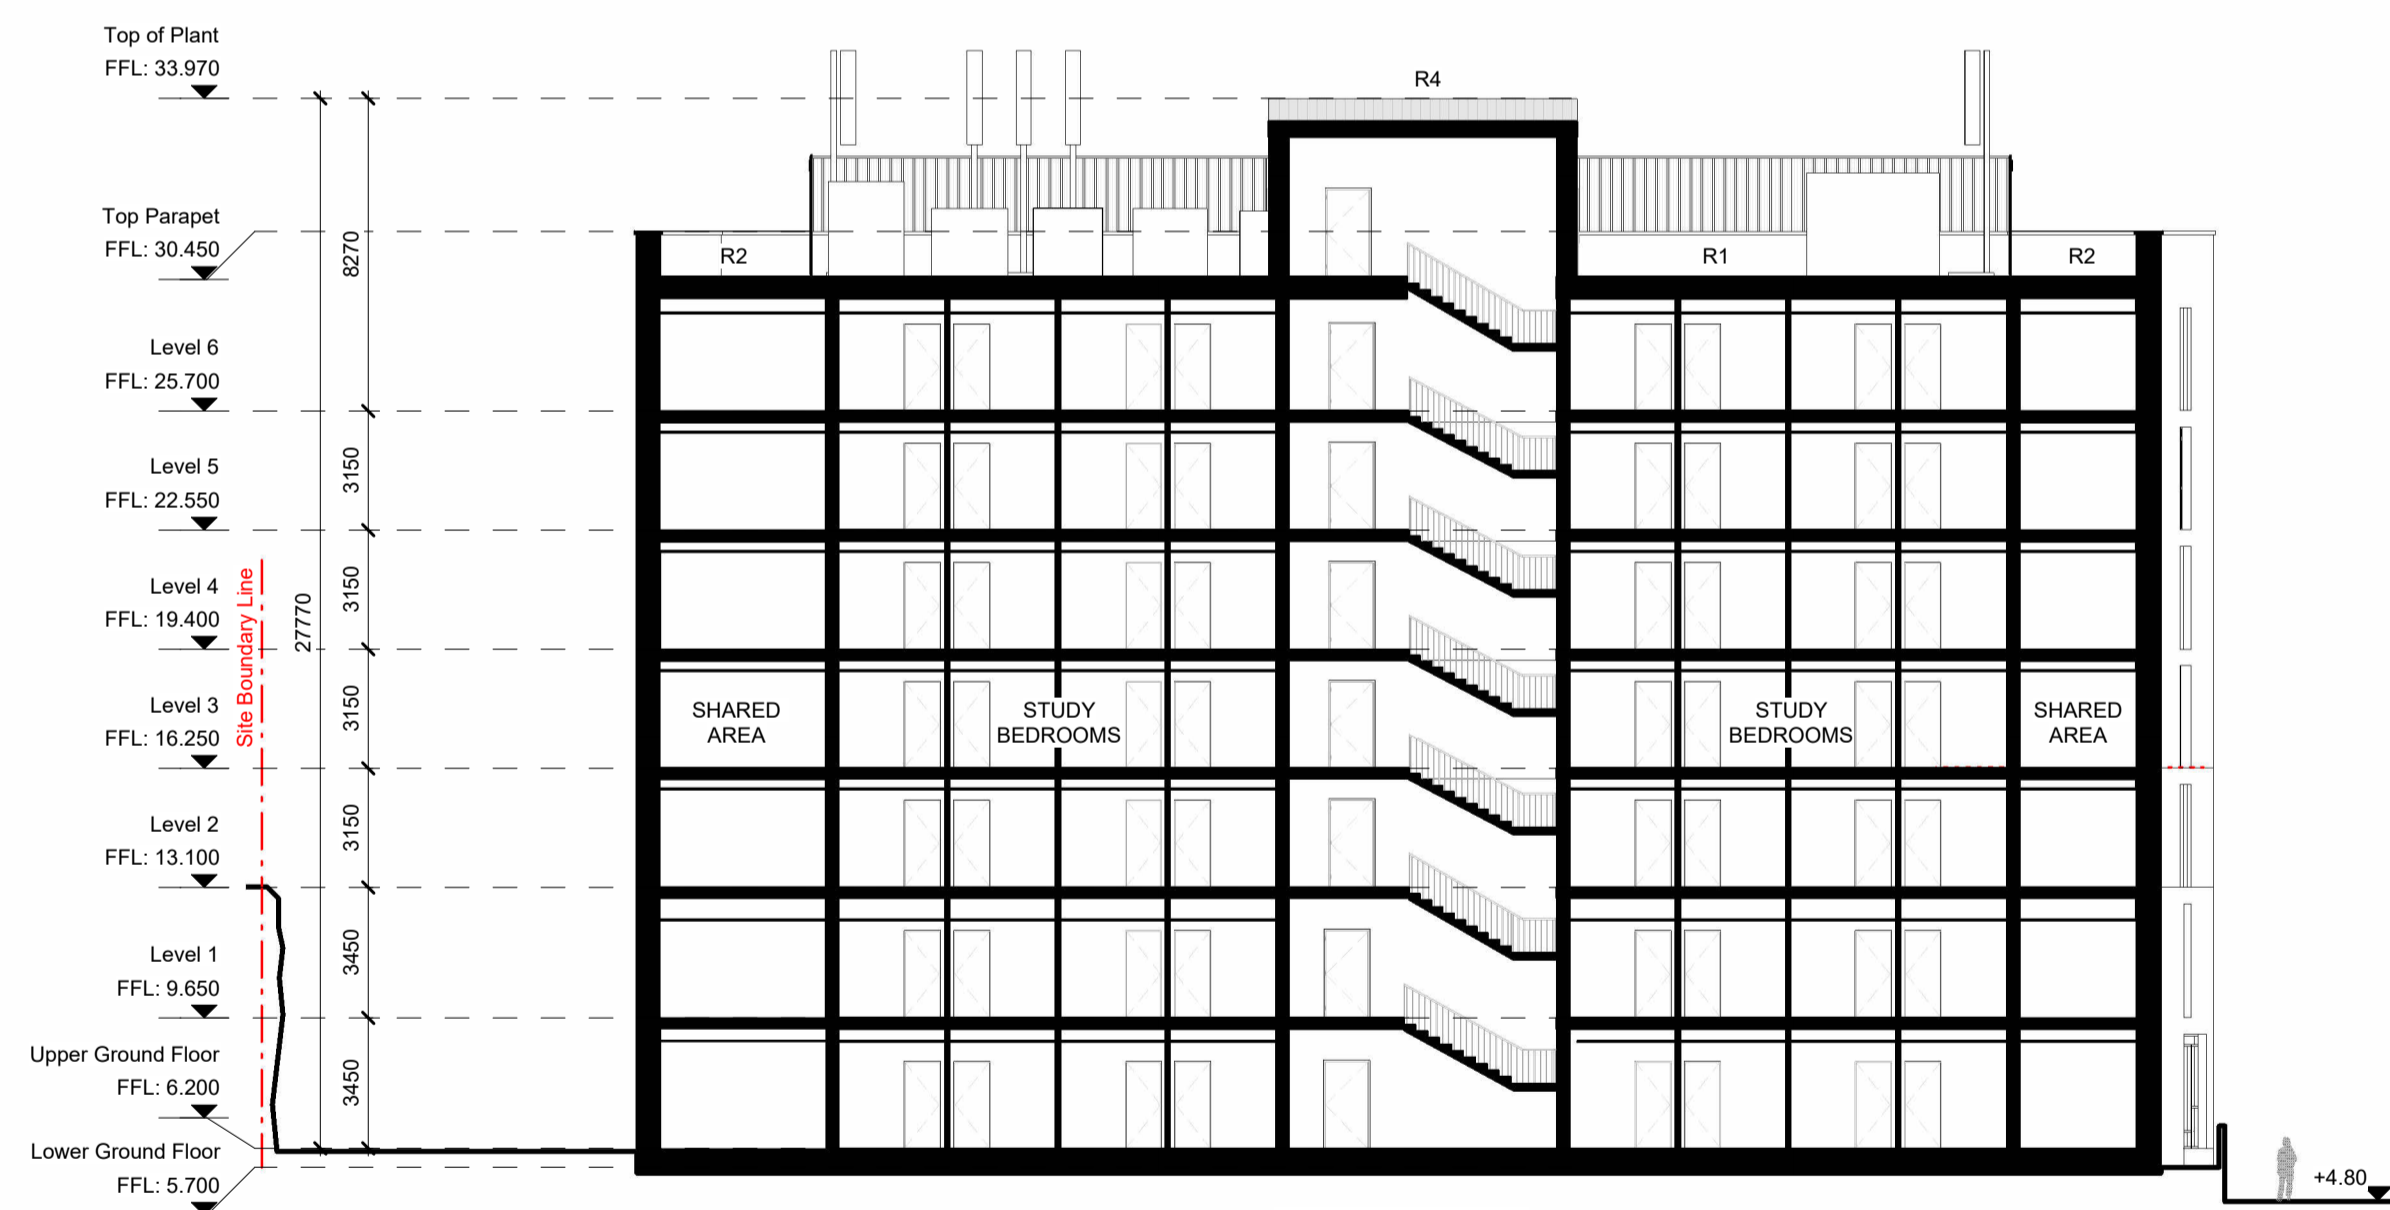 Top of Plant
FFL: 33.970
Top Parapet
FFL: 30.450
Level 6
FFL: 25.700
Level 5
FFL: 22.550
Level 4
FFL: 19.400
Level 3
FFL: 16.250
Level 2
FFL: 13.100
Level 1
FFL: 9.650
Upper Ground Floor
FFL: 6.200
Lower Ground Floor
FFL: 5.700
Site Boundary Line
27770
8270
3150
3150
3150
3150
3450
3450
R4
R2
R1
R2
SHARED
AREA
STUDY
BEDROOMS
STUDY
BEDROOMS
SHARED
AREA
+4.80